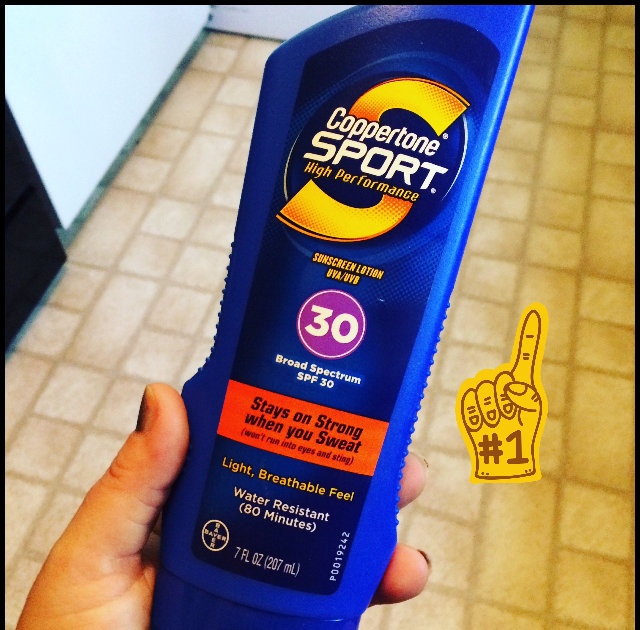 Coppertone®
SPORT®
High Performance
SUNSCREEN LOTION
UVA/UVB
30
Broad Spectrum
SPF 30
Stays on Strong
when you Sweat
(won't run into eyes and sting)
Light, Breathable Feel
Water Resistant
(80 Minutes)
BAYER
BAYER
7 FL OZ (207 mL)
P0019242
#1